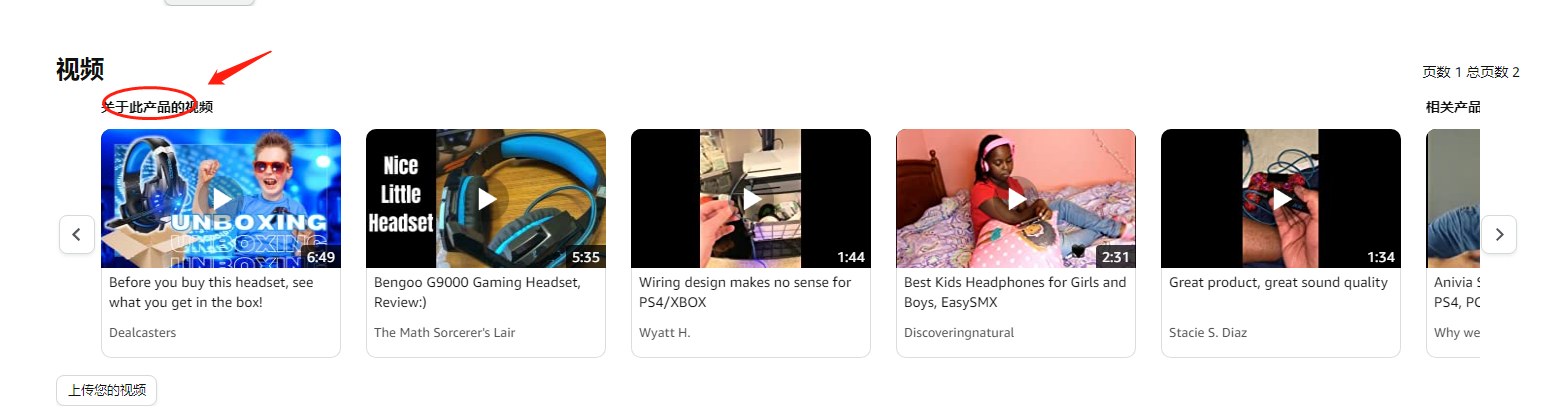 视频
页数 1 总页数 2
关于此产品的视频
相关产品
UNBOXING
UNBOXING
UNBOXING
6:49
Nice
Little
Headset
5:35
1:44
2:31
1:34
Before you buy this headset, see
what you get in the box!
Dealcasters
Bengoo G9000 Gaming Headset,
Review:)
The Math Sorcerer's Lair
Wiring design makes no sense for
PS4/XBOX
Wyatt H.
Best Kids Headphones for Girls and
Boys, EasySMX
Discoveringnatural
Great product, great sound quality
Stacie S. Diaz
Anivia S
PS4, PC
Why we
上传您的视频